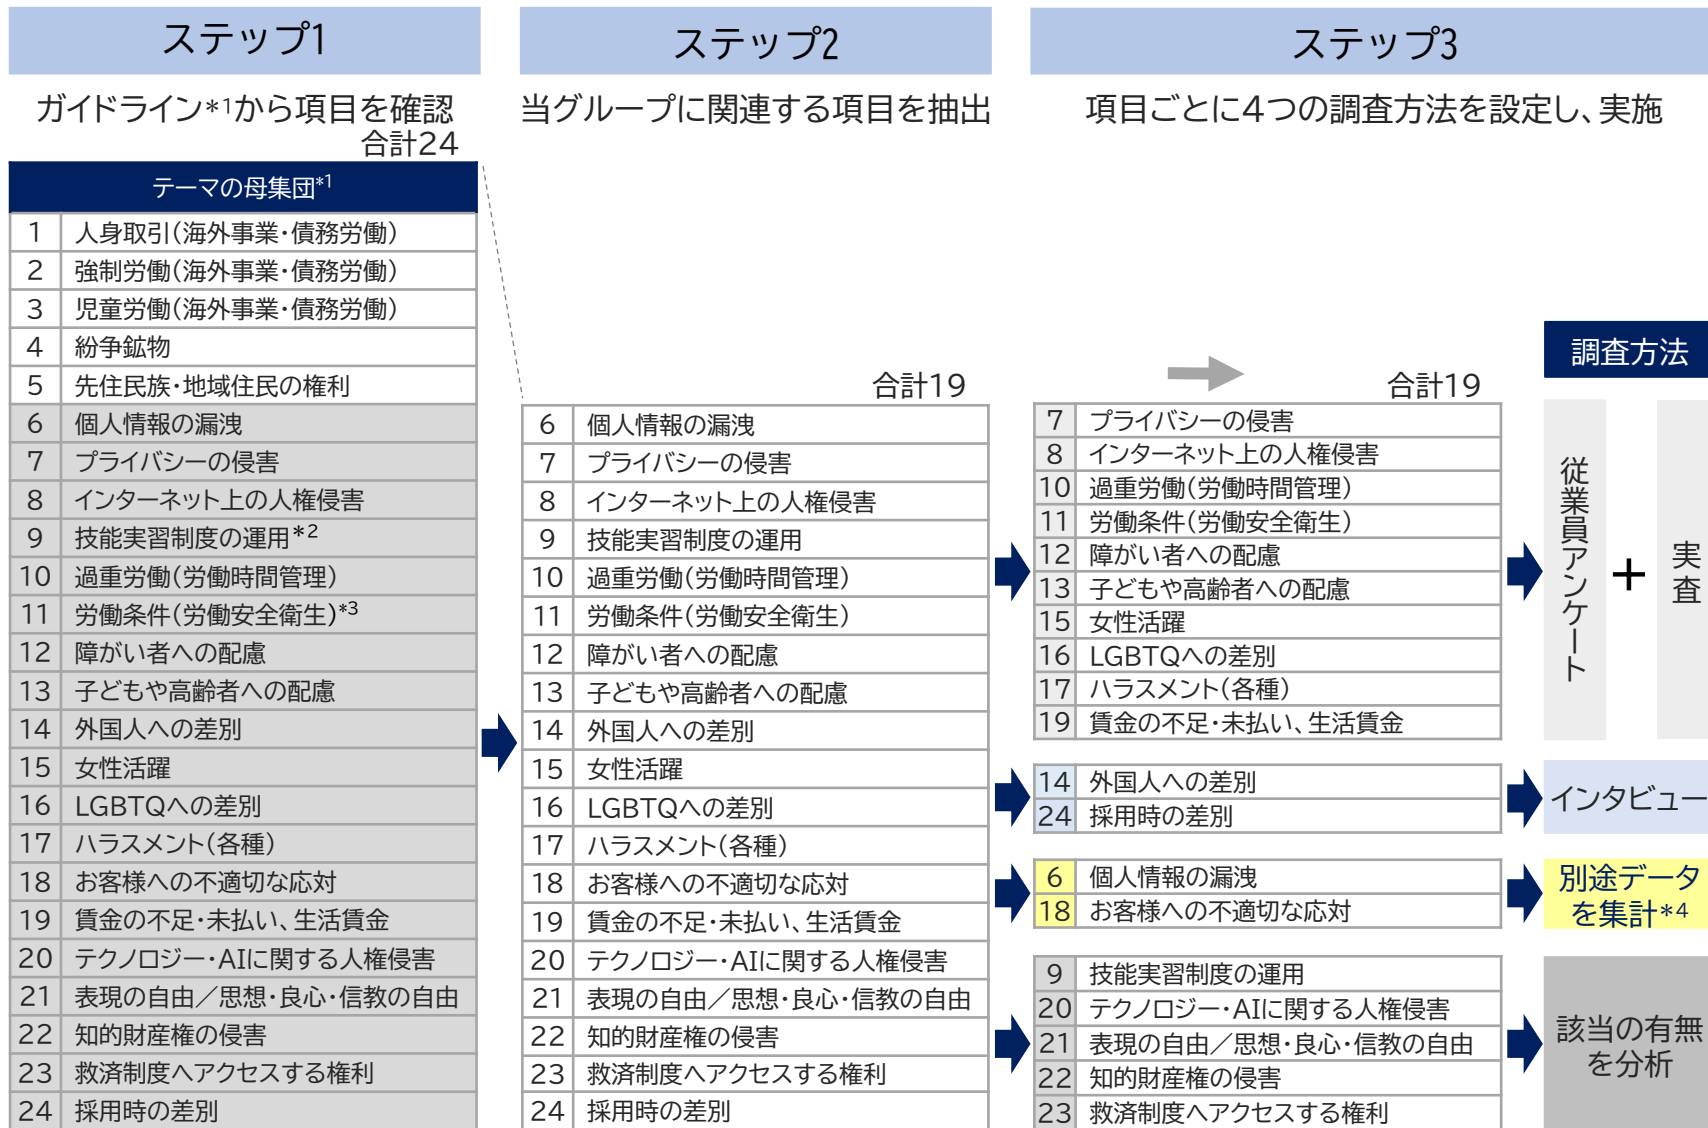 ステップ1
ガイドライン*1から項目を確認
合計24
テーマの母集団*1
1 人身取引(海外事業・債務労働)
2 強制労働(海外事業・債務労働)
3 児童労働(海外事業・債務労働)
4 紛争鉱物
5 先住民族・地域住民の権利
6 個人情報の漏洩
7 プライバシーの侵害
8 インターネット上の人権侵害
9 技能実習制度の運用*2
10 過重労働(労働時間管理)
11 労働条件(労働安全衛生)*3
12 障がい者への配慮
13 子どもや高齢者への配慮
14 外国人への差別
15 女性活躍
16 LGBTQへの差別
17 ハラスメント(各種)
18 お客様への不適切な応対
19 賃金の不足・未払い、生活賃金
20 テクノロジー・AIに関する人権侵害
21 表現の自由/思想・良心・信教の自由
22 知的財産権の侵害
23 救済制度へアクセスする権利
24 採用時の差別
ステップ2
当グループに関連する項目を抽出
合計19
6 個人情報の漏洩
7 プライバシーの侵害
8 インターネット上の人権侵害
9 技能実習制度の運用
10 過重労働(労働時間管理)
11 労働条件(労働安全衛生)
12 障がい者への配慮
13 子どもや高齢者への配慮
14 外国人への差別
15 女性活躍
16 LGBTQへの差別
17 ハラスメント(各種)
18 お客様への不適切な応対
19 賃金の不足・未払い、生活賃金
20 テクノロジー・AIに関する人権侵害
21 表現の自由/思想・良心・信教の自由
22 知的財産権の侵害
23 救済制度へアクセスする権利
24 採用時の差別
ステップ3
項目ごとに4つの調査方法を設定し、実施
合計19
調査方法
7 プライバシーの侵害
8 インターネット上の人権侵害
10 過重労働(労働時間管理)
11 労働条件(労働安全衛生)
12 障がい者への配慮
13 子どもや高齢者への配慮
15 女性活躍
16 LGBTQへの差別
17 ハラスメント(各種)
19 賃金の不足・未払い、生活賃金
従業員アンケート
+
実査
14 外国人への差別
24 採用時の差別
インタビュー
6 個人情報の漏洩
18 お客様への不適切な応対
別途データ
を集計*4
9 技能実習制度の運用
20 テクノロジー・AIに関する人権侵害
21 表現の自由/思想・良心・信教の自由
22 知的財産権の侵害
23 救済制度へアクセスする権利
該当の有無
を分析